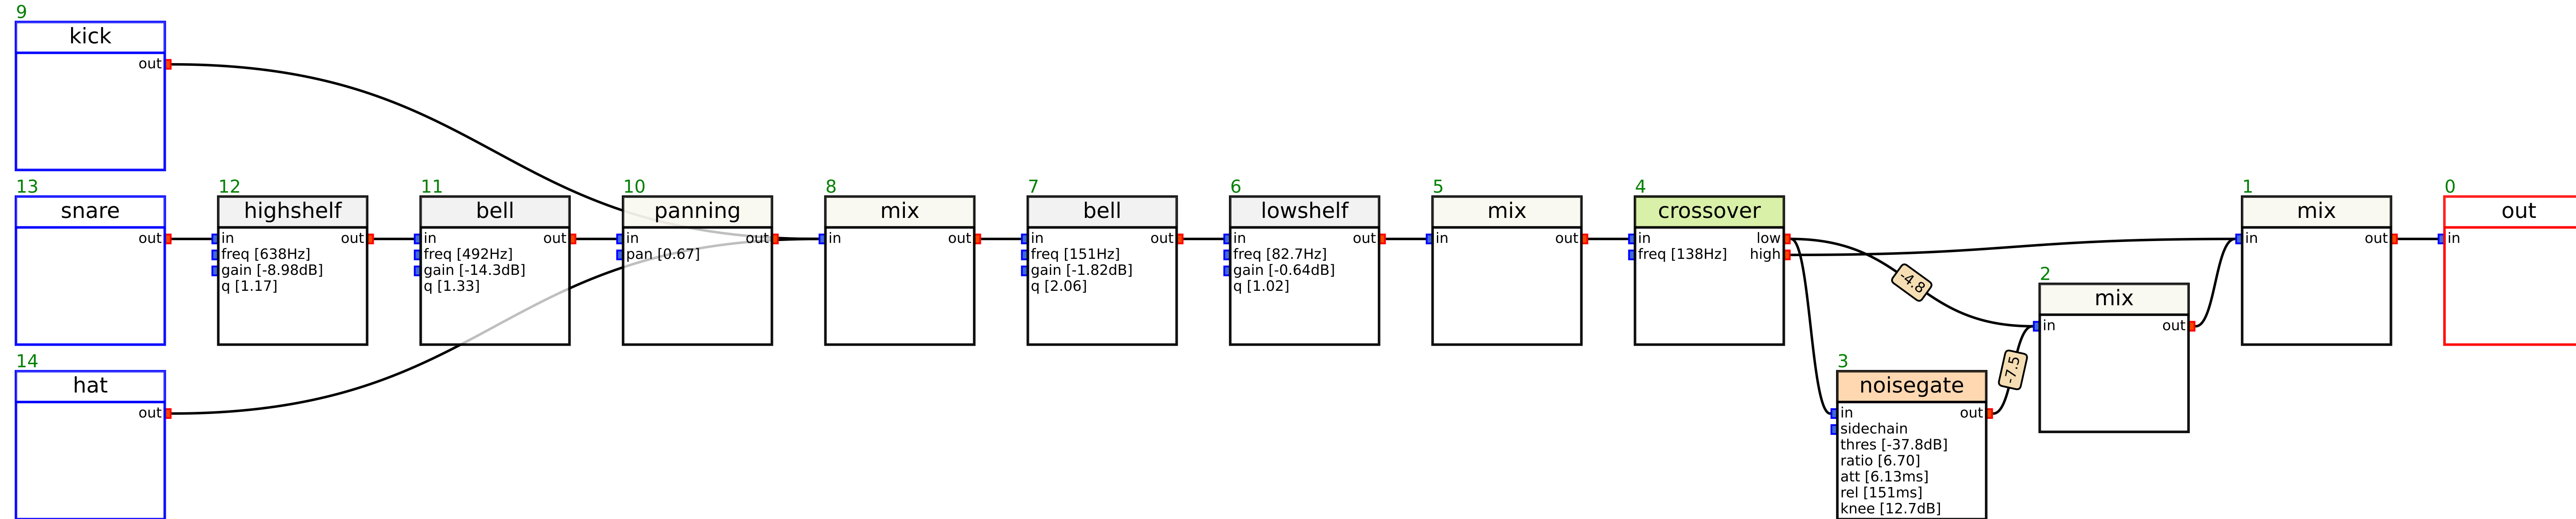 9
kick
out
13
snare
out
14
hat
out
12
highshelf
in out
freq [638Hz]
gain [-8.98dB]
q [1.17]
11
bell
in out
freq [492Hz]
gain [-14.3dB]
q [1.33]
10
panning
in out
pan [0.67]
8
mix
in out
7
bell
in out
freq [151Hz]
gain [-1.82dB]
q [2.06]
6
lowshelf
in out
freq [82.7Hz]
gain [-0.64dB]
q [1.02]
5
mix
in out
4
crossover
in low
freq [138Hz] high
-4.8
3
noisegate
in out
sidechain
thres [-37.8dB]
ratio [6.70]
att [6.13ms]
rel [151ms]
knee [12.7dB]
-7.5
2
mix
in out
1
mix
in out
0
out
in